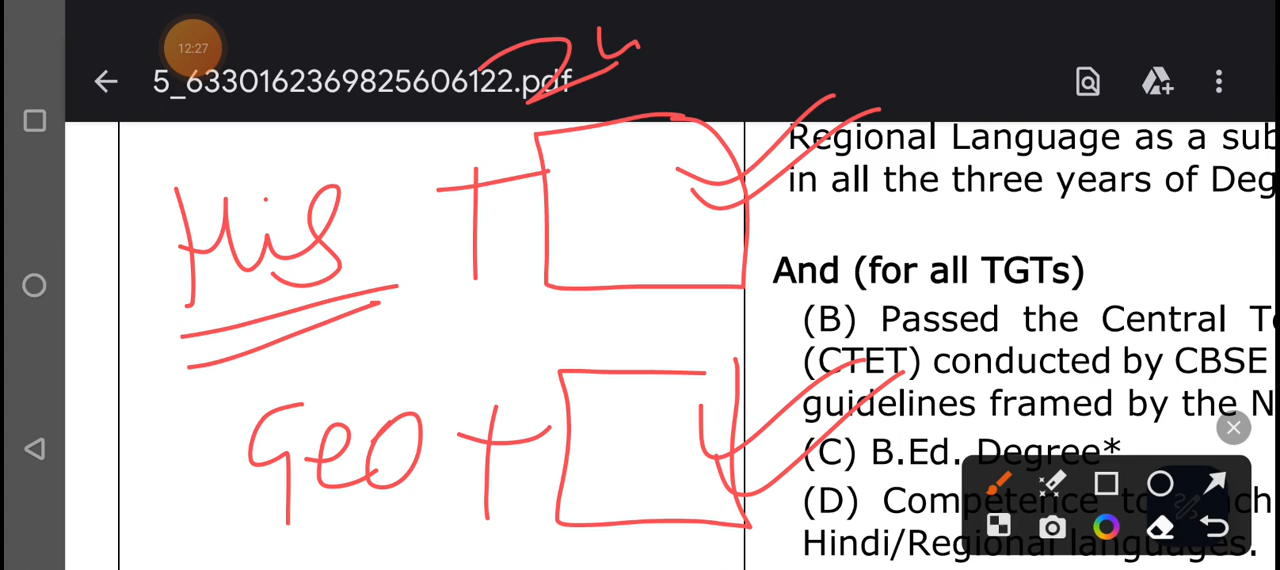 12:27
5_6330162369825606122.pdf
24
His +
Geo +
Regional Language as a sub
in all the three years of Deg
And (for all TGTs)
(B) Passed the Central Te
(CTET) conducted by CBSE
guidelines framed by the N
(C) B.Ed. Degree*
(D) Competence to ch
Hindi/Regional languages.